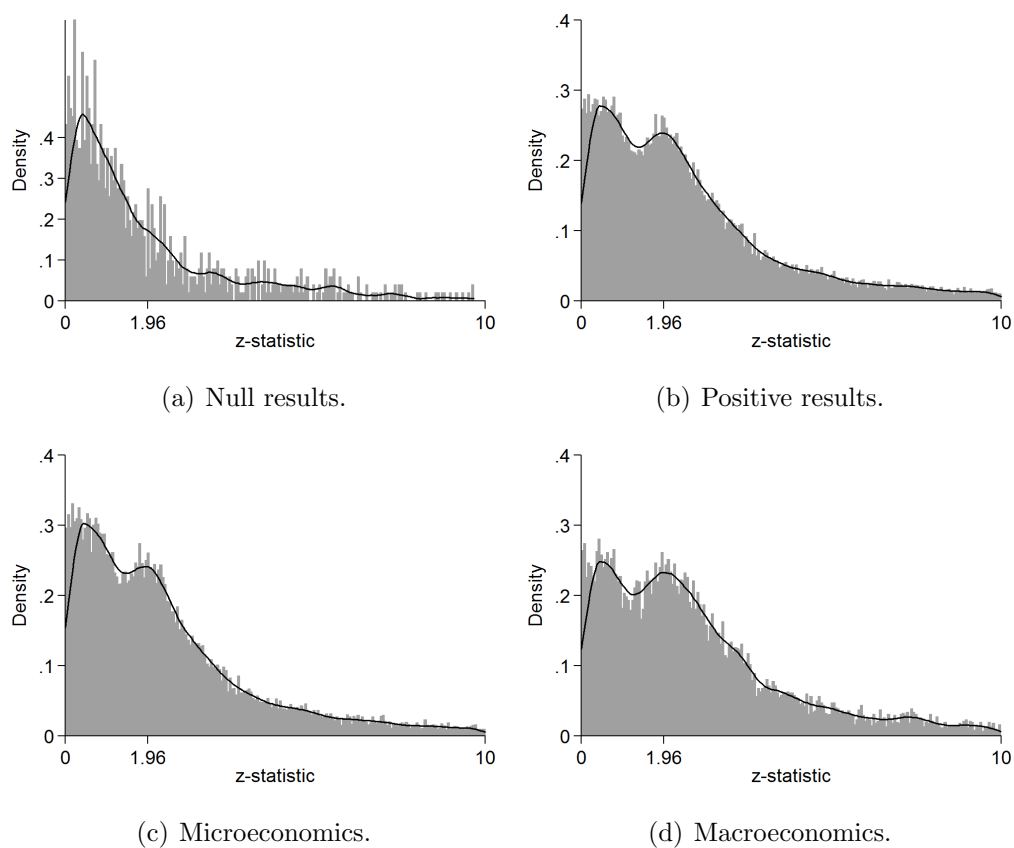 .4
.3
.2
.1
0
Density
0 1.96 10
z-statistic
(a) Null results.
.4
.3
.2
.1
0
Density
0 1.96 10
z-statistic
(b) Positive results.
.4
.3
.2
.1
0
Density
0 1.96 10
z-statistic
(c) Microeconomics.
.4
.3
.2
.1
0
Density
0 1.96 10
z-statistic
(d) Macroeconomics.